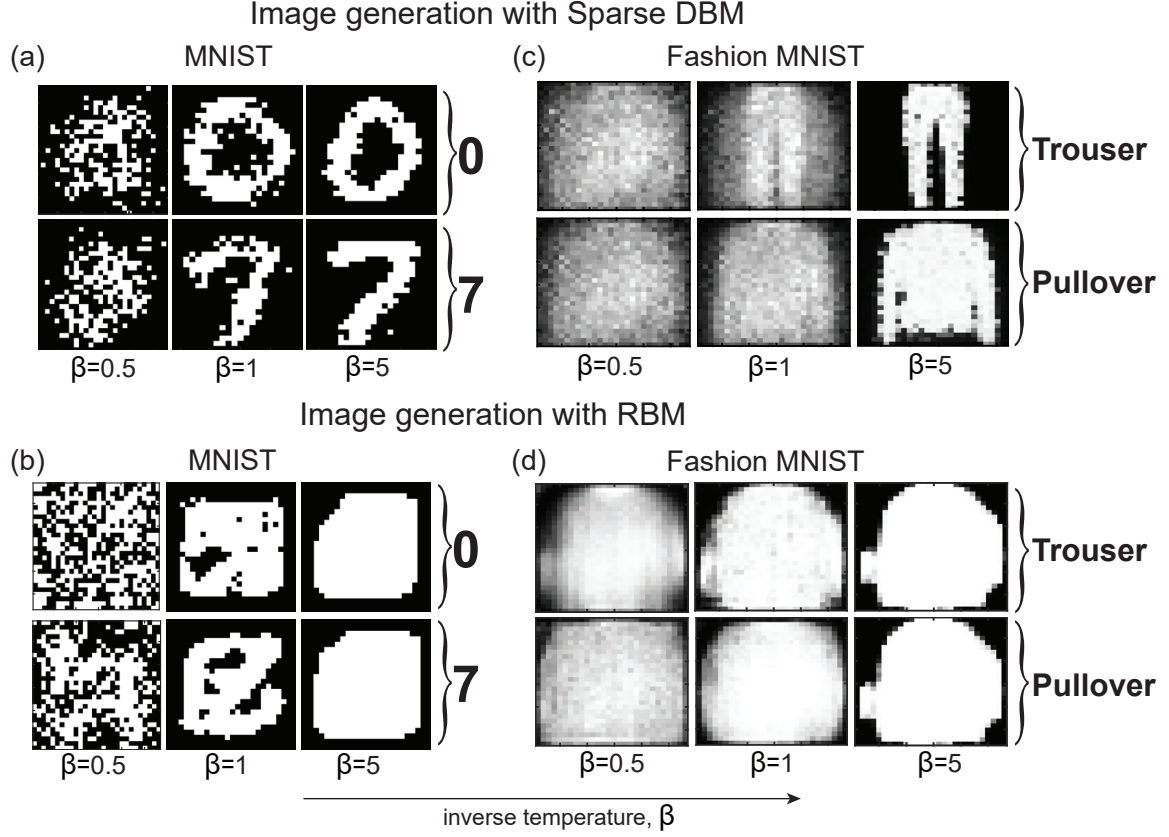 Image generation with Sparse DBM
(a) MNIST
0
7
β=0.5 β=1 β=5
(c) Fashion MNIST
Trouser
Pullover
β=0.5 β=1 β=5
Image generation with RBM
(b) MNIST
0
7
β=0.5 β=1 β=5
(d) Fashion MNIST
Trouser
Pullover
β=0.5 β=1 β=5
inverse temperature, β